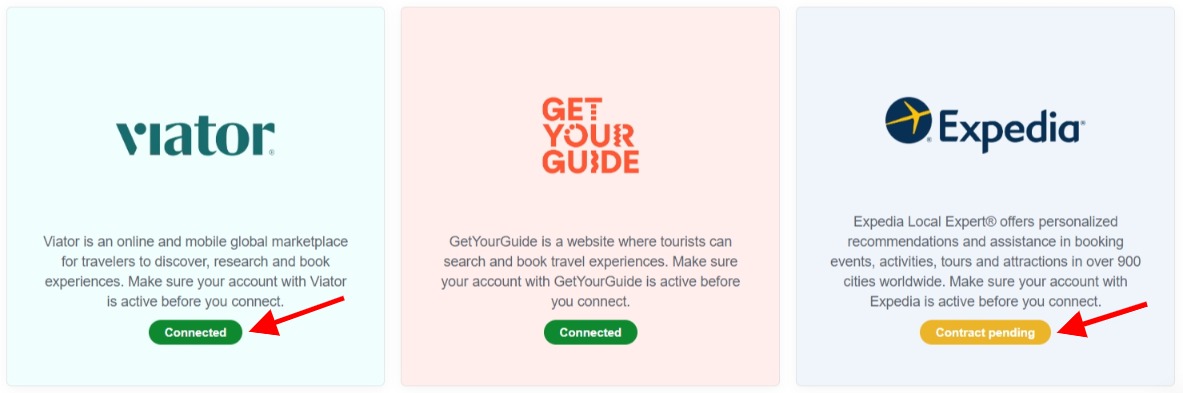 viator®
Viator is an online and mobile global marketplace
for travelers to discover, research and book
experiences. Make sure your account with Viator
is active before you connect.
Connected
GET
YOUR
GUIDE
GetYourGuide is a website where tourists can
search and book travel experiences. Make sure
your account with GetYourGuide is active before
you connect.
Connected
Expedia®
Expedia Local Expert® offers personalized
recommendations and assistance in booking
events, activities, tours and attractions in over 900
cities worldwide. Make sure your account with
Expedia is active before you connect.
Contract pending